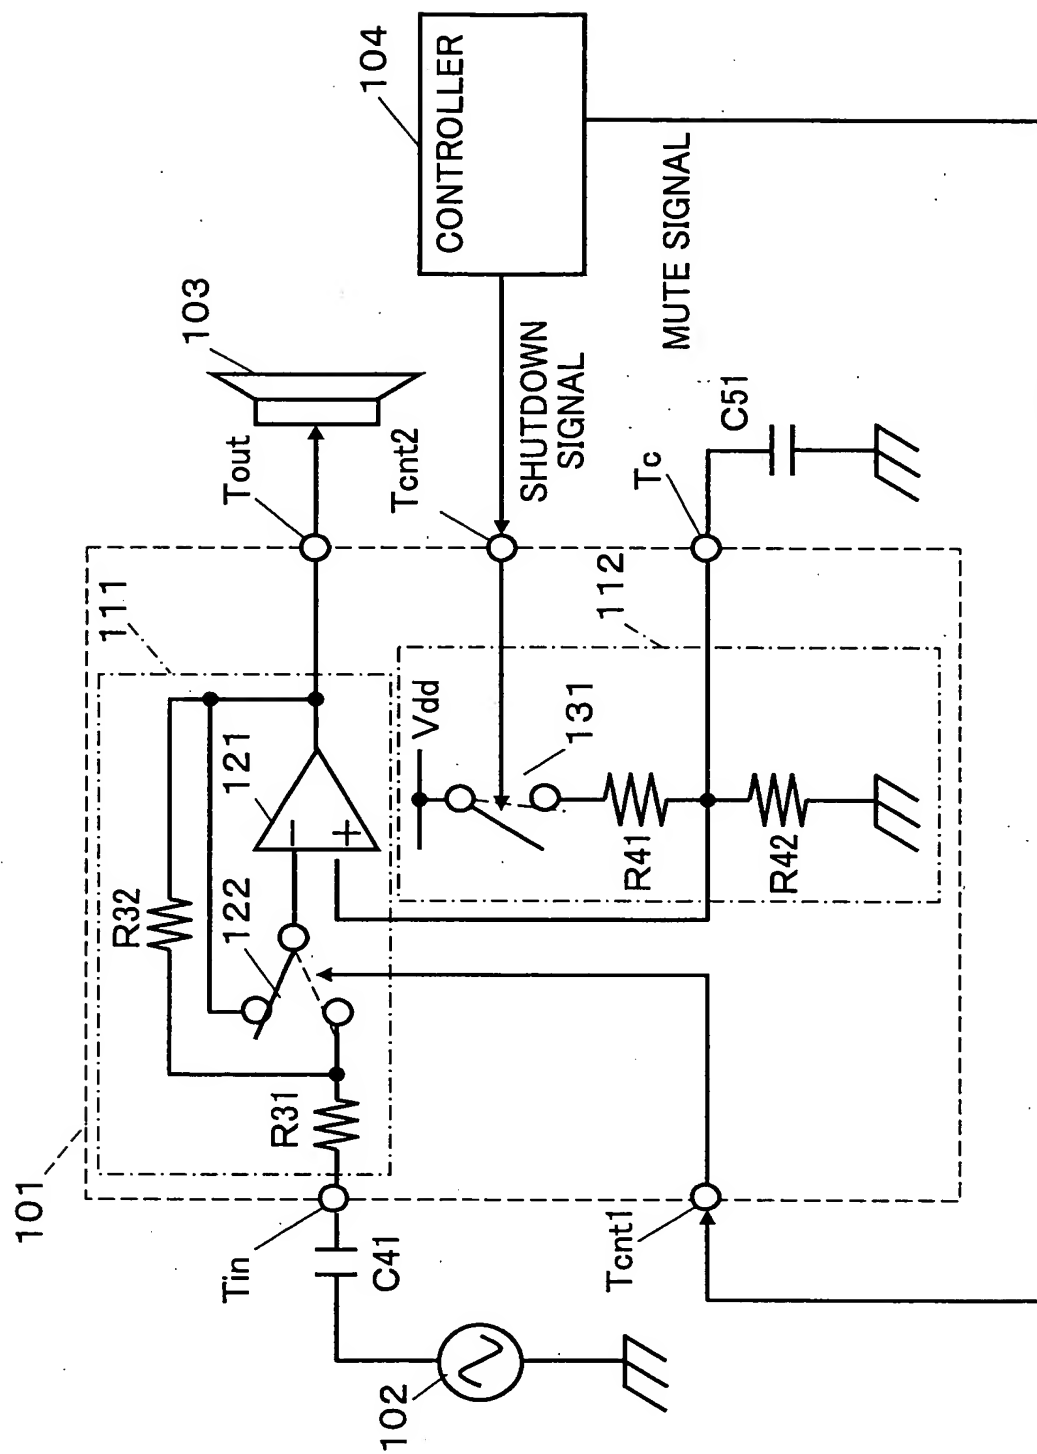 101
111
R32
122
121
R31
Tin
C41
102
Tout
103
Tcnt2
SHUTDOWN
SIGNAL
104
CONTROLLER
Vdd
131
112
R41
R42
Tc
C51
MUTE SIGNAL
Tcnt1